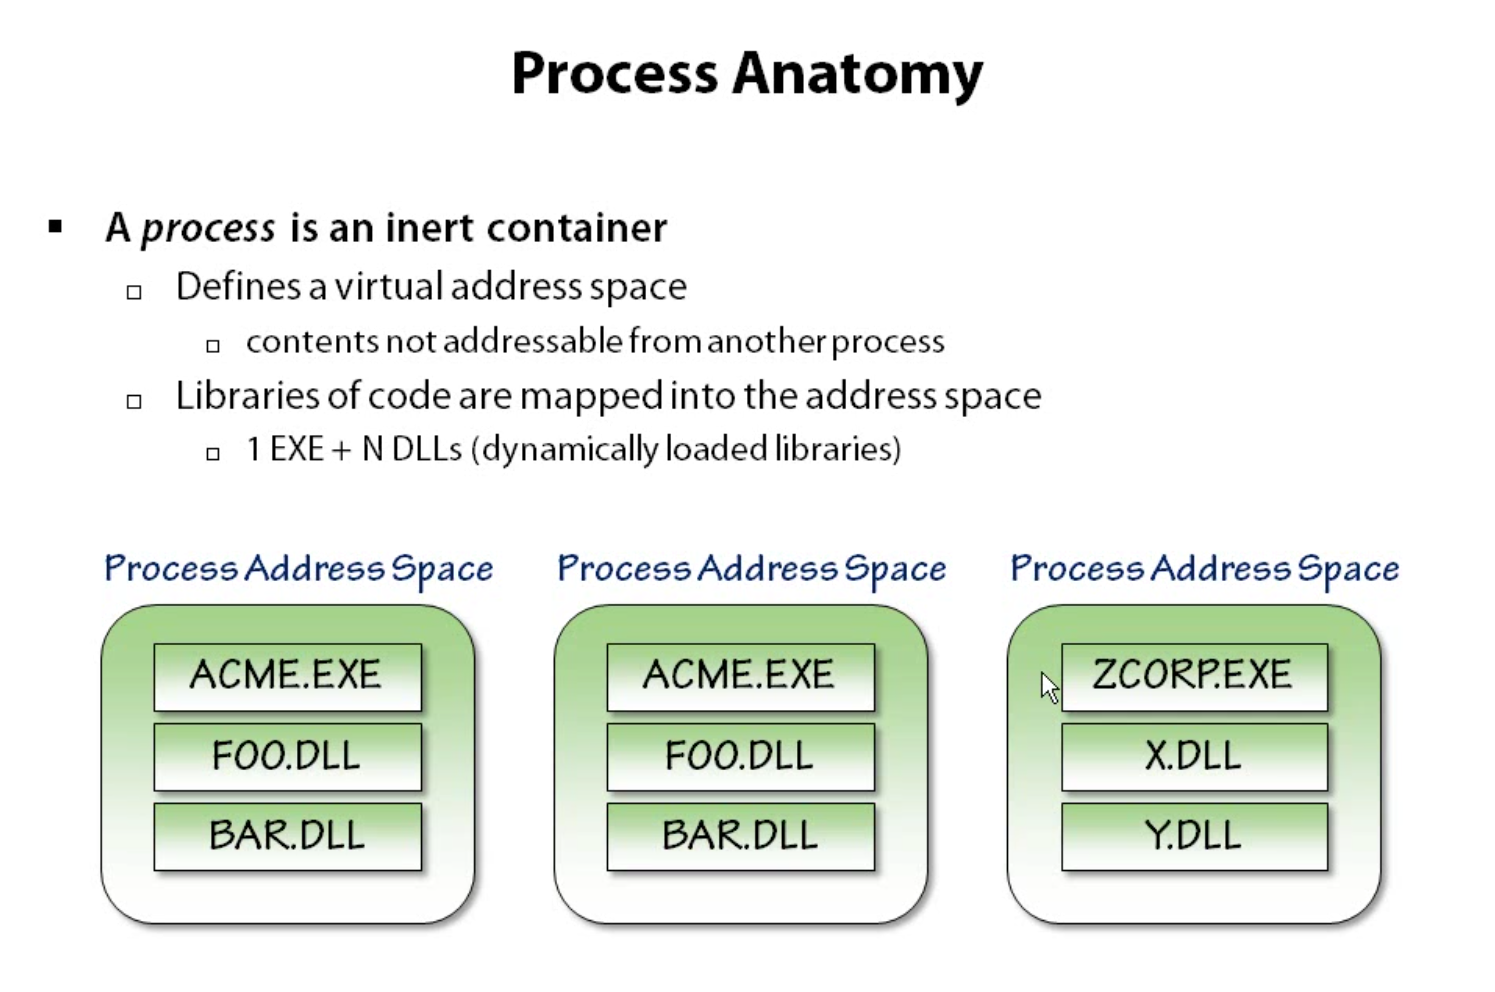 Process Anatomy
A process is an inert container
Defines a virtual address space
contents not addressable from another process
Libraries of code are mapped into the address space
1 EXE + N DLLs (dynamically loaded libraries)
Process Address Space
ACME.EXE
FOO.DLL
BAR.DLL
Process Address Space
ACME.EXE
FOO.DLL
BAR.DLL
Process Address Space
ZCORP.EXE
X.DLL
Y.DLL